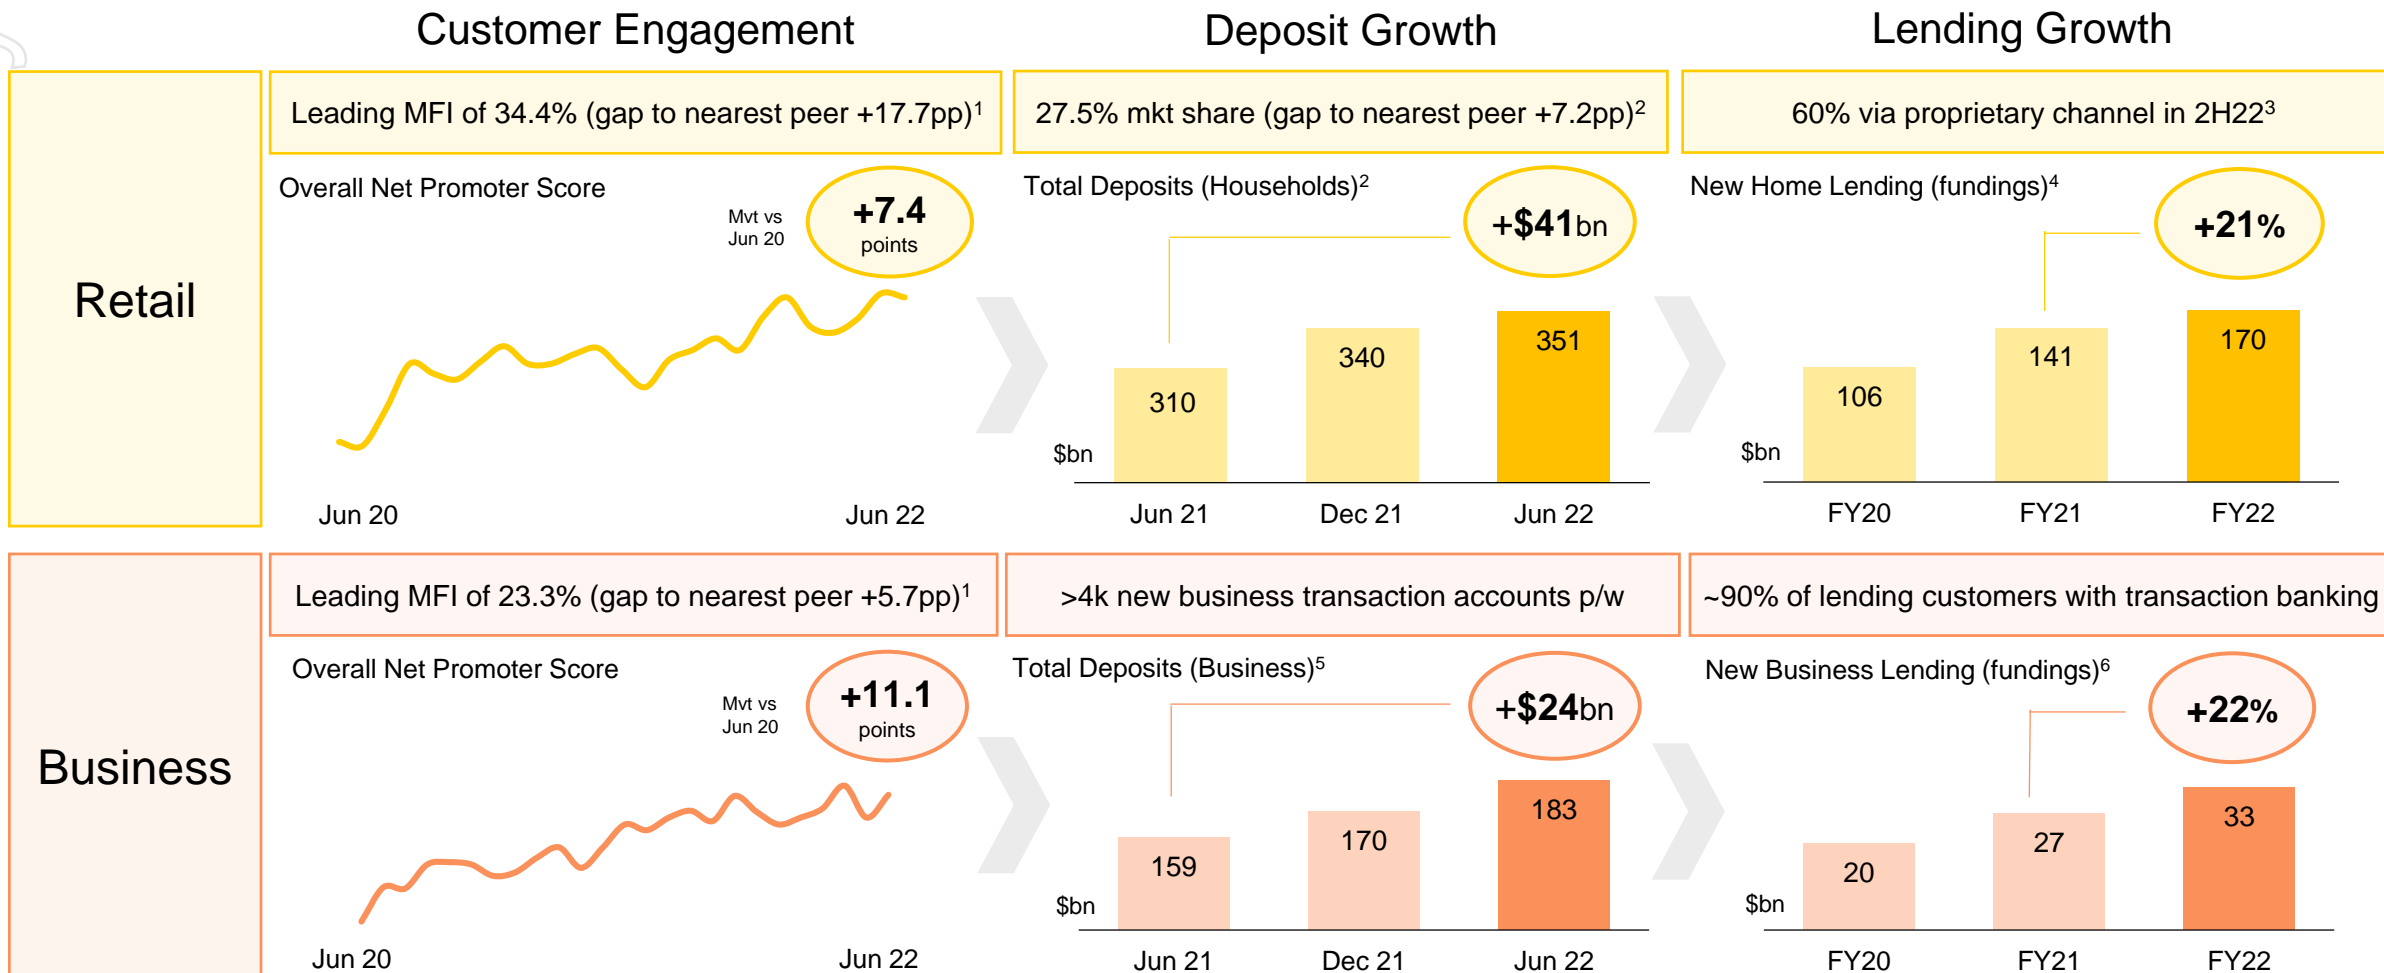 Customer Engagement
Deposit Growth
Lending Growth
Retail
Leading MFI of 34.4% (gap to nearest peer +17.7pp)¹
27.5% mkt share (gap to nearest peer +7.2pp)²
60% via proprietary channel in 2H22³
Overall Net Promoter Score
Mvt vs
Jun 20
+7.4
points
Jun 20
Jun 22
Total Deposits (Households)²
+$41bn
310
340
351
$bn
Jun 21
Dec 21
Jun 22
New Home Lending (fundings)⁴
+21%
106
141
170
$bn
FY20
FY21
FY22
Business
Leading MFI of 23.3% (gap to nearest peer +5.7pp)¹
>4k new business transaction accounts p/w
~90% of lending customers with transaction banking
Overall Net Promoter Score
Mvt vs
Jun 20
+11.1
points
Jun 20
Jun 22
Total Deposits (Business)⁵
+$24bn
159
170
183
$bn
Jun 21
Dec 21
Jun 22
New Business Lending (fundings)⁶
+22%
20
27
33
$bn
FY20
FY21
FY22